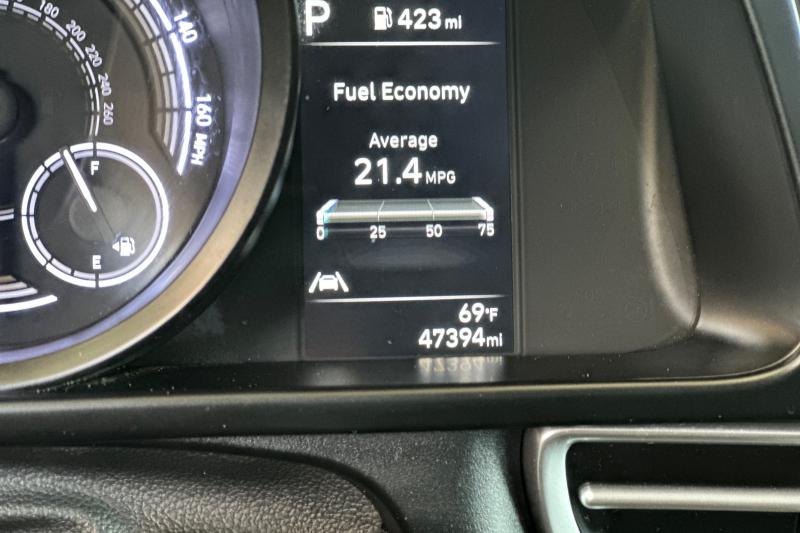 P 423 mi
Fuel Economy
Average
21.4 MPG
0 25 50 75
69°F
47394 mi
180
200
220
240
260
140
160 MPH
F
E